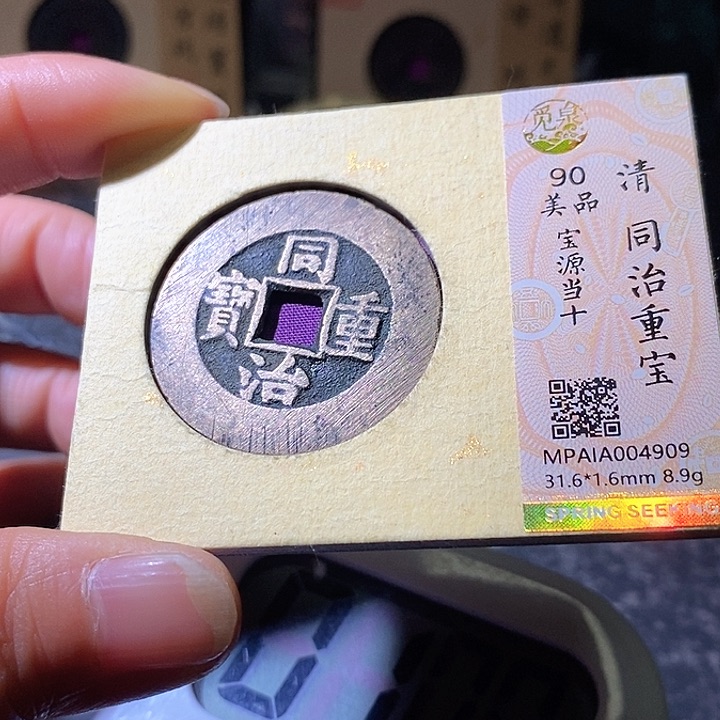 同治重寶
觅泉
90
美品
宝源当十
清
同治重宝
MPAIA004909
31.6*1.6mm 8.9g
SPRING SEEKING